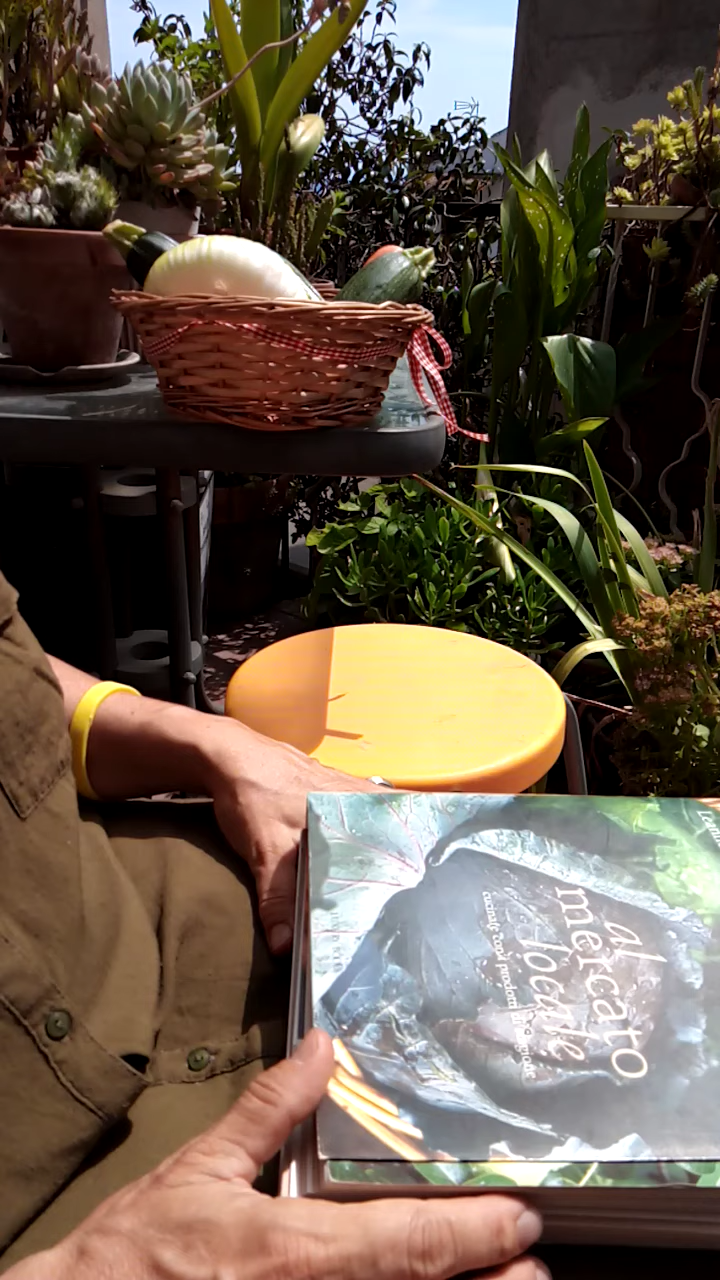 al
mercato
locale
cucinare con i prodotti di stagione